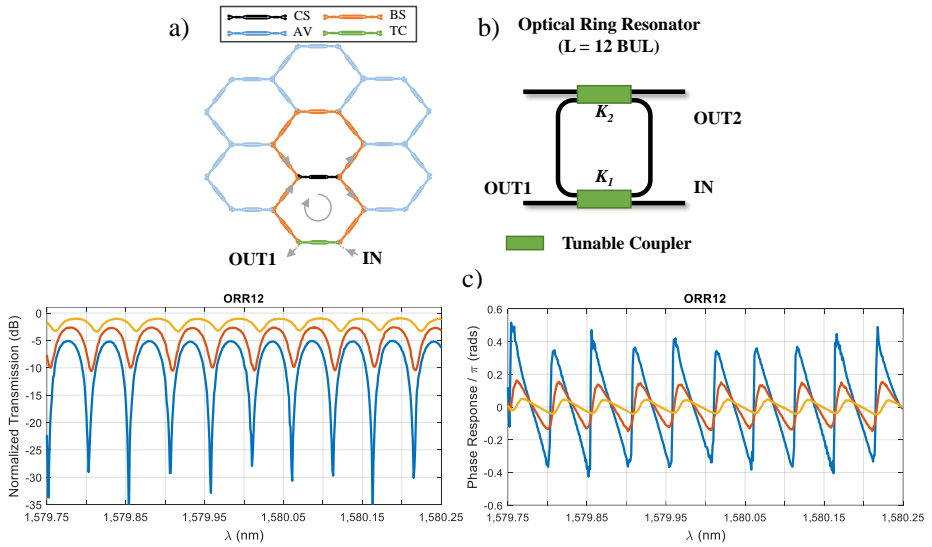 a)
CS
BS
AV
TC
OUT1
IN
b)
Optical Ring Resonator
(L = 12 BUL)
K2
OUT2
K1
OUT1
IN
Tunable Coupler
ORR12
Normalized Transmission (dB)
0
-5
-10
-15
-20
-25
-30
-35
1,579.75
1,579.85
1,579.95
1,580.05
1,580.15
1,580.25
λ (nm)
c)
ORR12
Phase Response / π (rads)
0.6
0.4
0.2
0
-0.2
-0.4
-0.6
1,579.75
1,579.85
1,579.95
1,580.05
1,580.15
1,580.25
λ (nm)